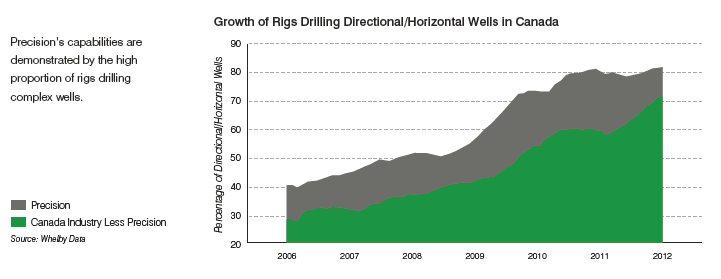 Growth of Rigs Drilling Directional/Horizontal Wells in Canada
Precision's capabilities are
demonstrated by the high
proportion of rigs drilling
complex wells.
Precision
Canada Industry Less Precision
Source: Whelby Data
Percentage of Directional/Horizontal Wells
90
80
70
60
50
40
30
20
2006 2007 2008 2009 2010 2011 2012